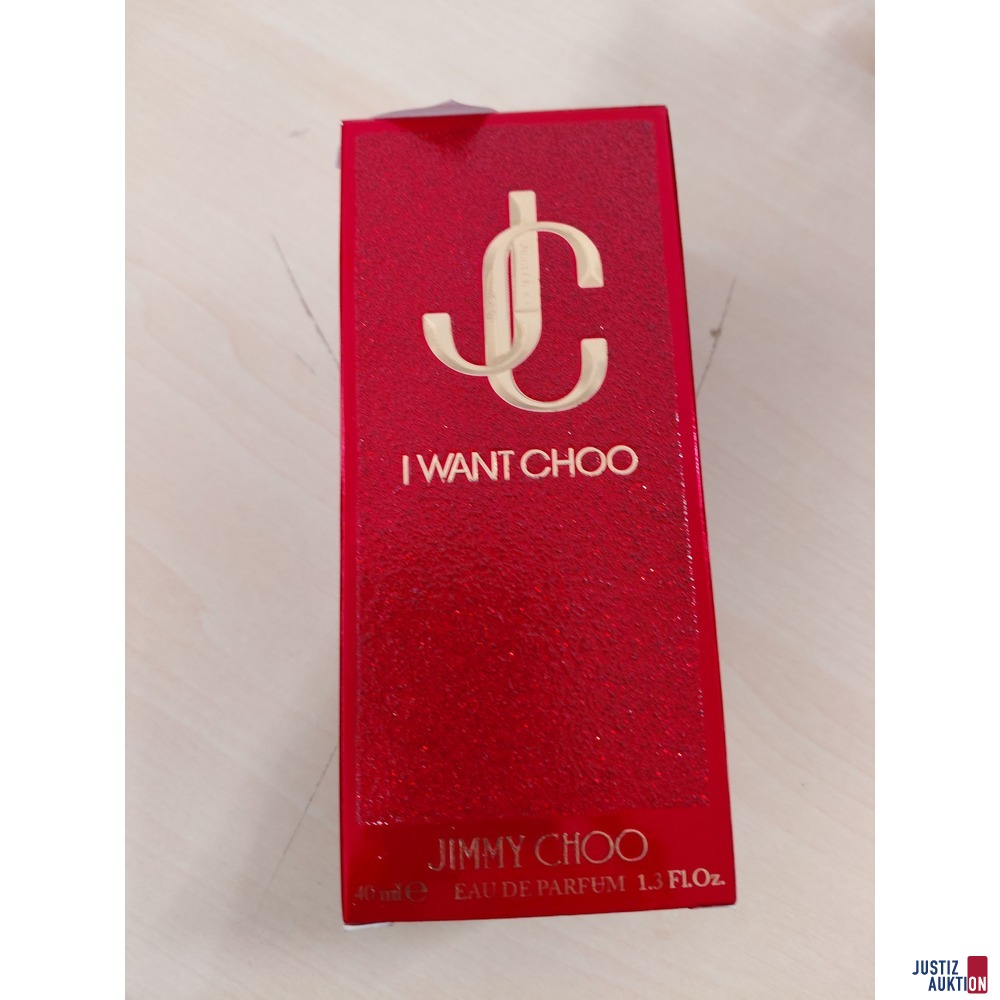 JC
I WANT CHOO
JIMMY CHOO
40 ml e EAU DE PARFUM 1.3 Fl.Oz.
JUSTIZ
AUKTION